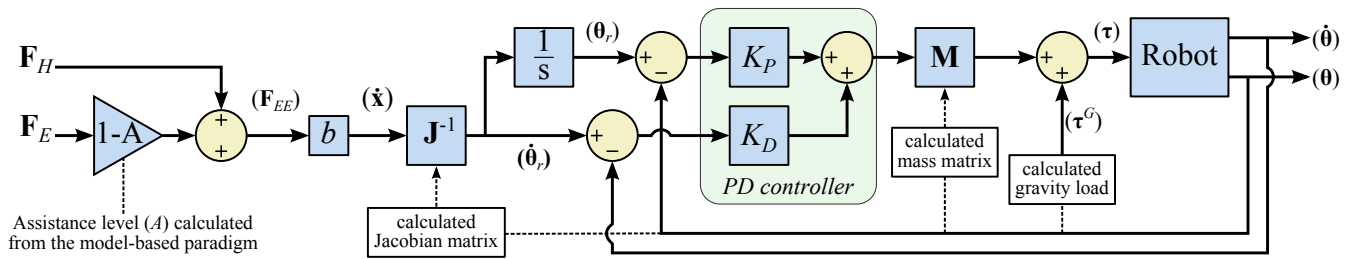 F_H
F_E
1-A
+
+
(F_EE)
b
(ẋ)
J⁻¹
1
s
(θ_r)
(θ̇_r)
+
−
+
−
K_P
K_D
+
+
PD controller
M
+
+
(τ)
(τ^G)
Robot
(θ̇)
(θ)
Assistance level (A) calculated
from the model-based paradigm
calculated
Jacobian matrix
calculated
mass matrix
calculated
gravity load